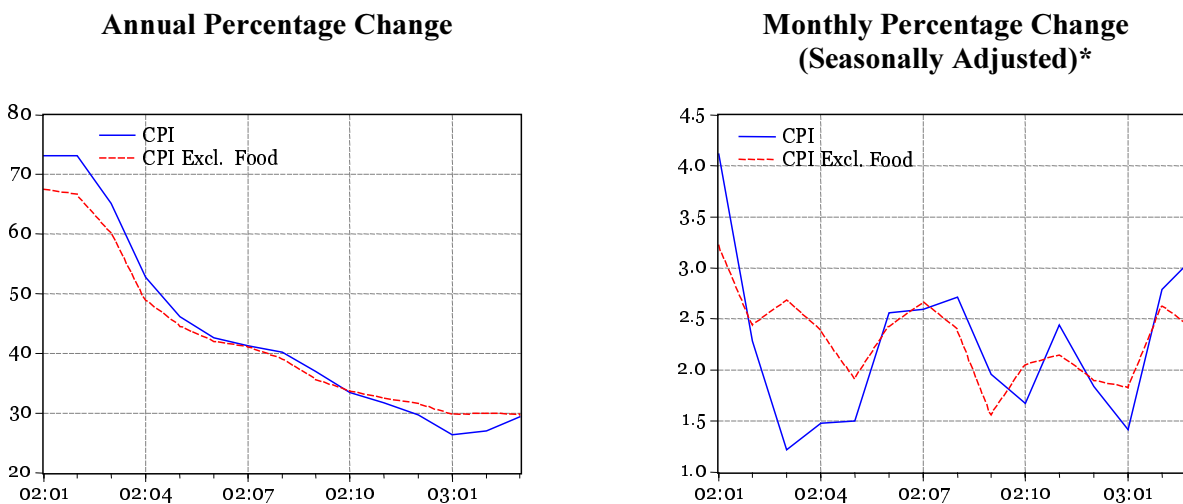 Annual Percentage Change
80
70
60
50
40
30
20
CPI
CPI Excl. Food
02:01 02:04 02:07 02:10 03:01
Monthly Percentage Change
(Seasonally Adjusted)*
4.5
4.0
3.5
3.0
2.5
2.0
1.5
1.0
CPI
CPI Excl. Food
02:01 02:04 02:07 02:10 03:01